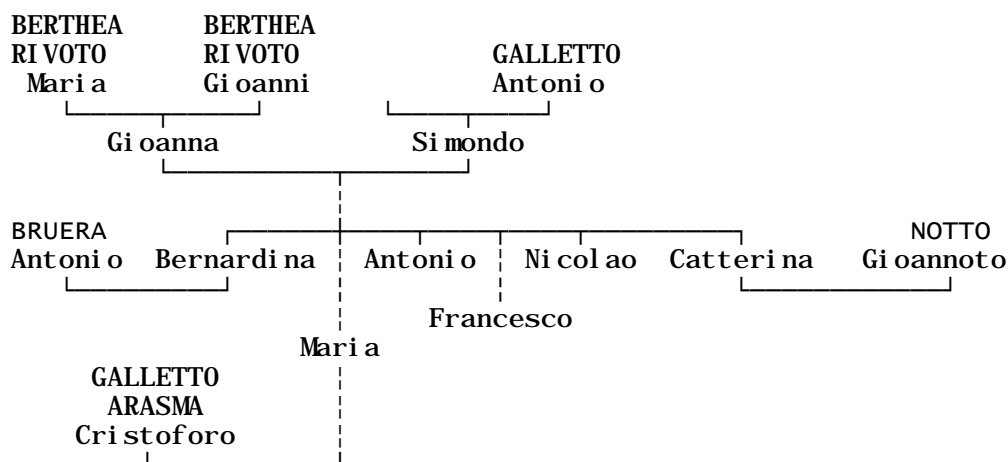 BERTHEA BERTHEA
RIVOTO RIVOTO GALLETTO
Maria Gioanni Antonio
Gioanna Simondo
BRUERA NOTTO
Antonio Bernardina Antonio Nicolao Catterina Gioannoto
Francesco
Maria
GALLETTO
ARASMA
Cristoforo